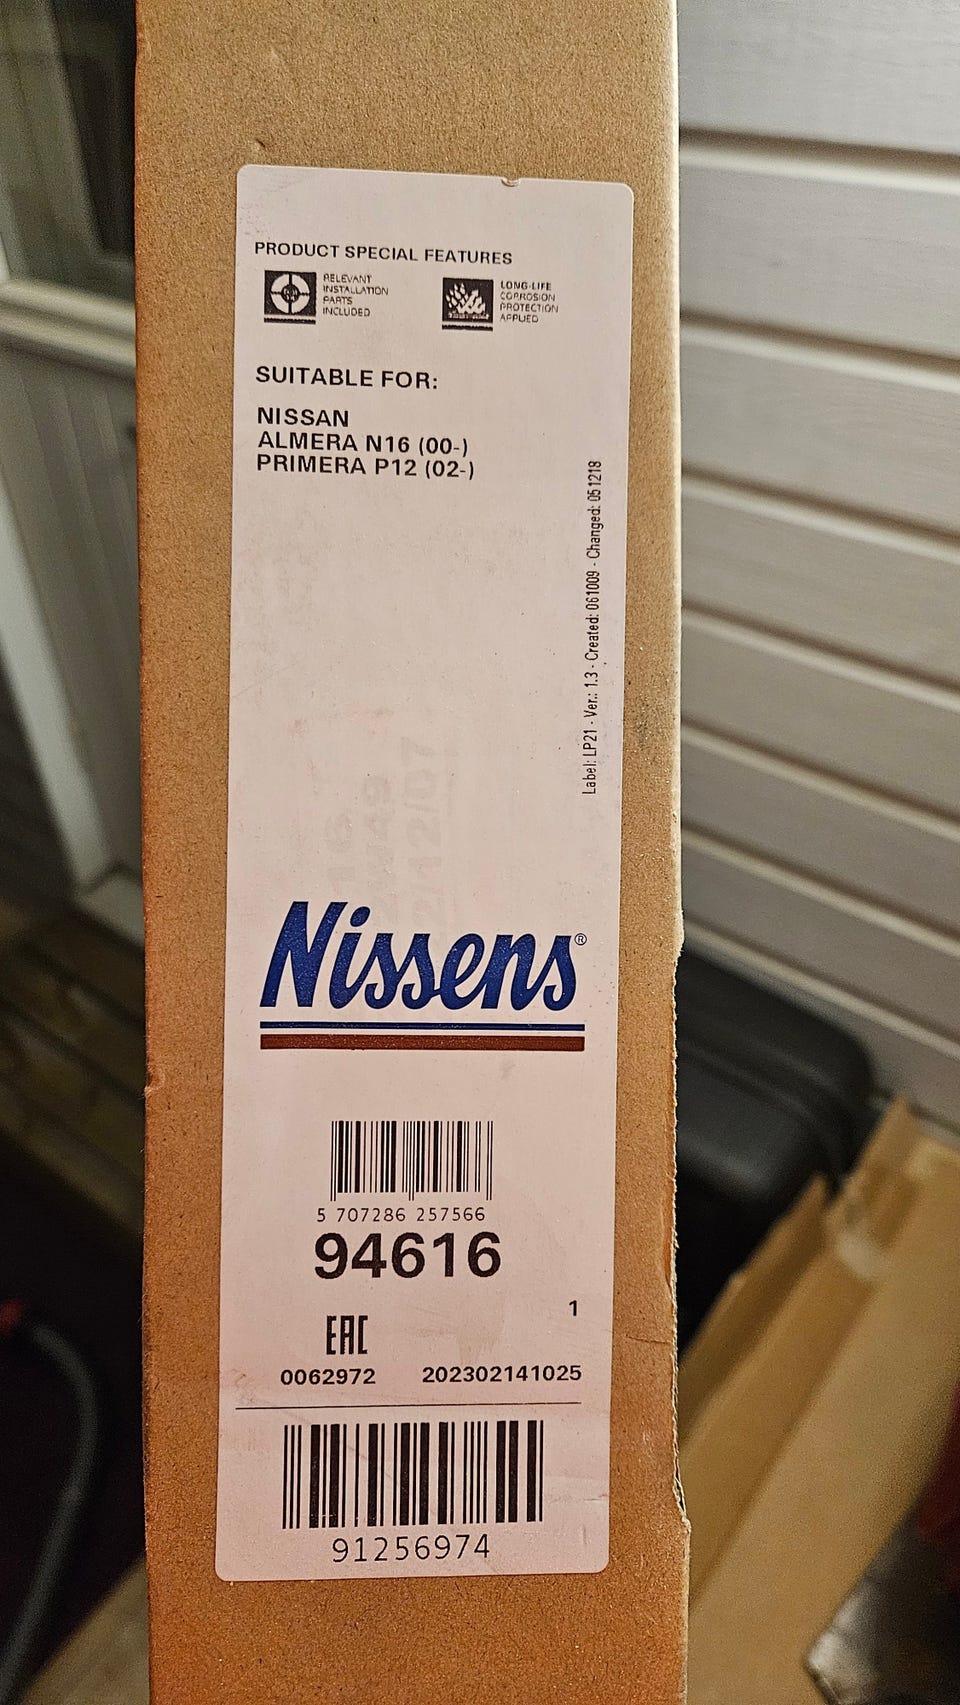 PRODUCT SPECIAL FEATURES
RELEVANT
INSTALLATION
PARTS
INCLUDED
LONG-LIFE
CORROSION
PROTECTION
APPLIED
SUITABLE FOR:
NISSAN
ALMERA N16 (00-)
PRIMERA P12 (02-)
Label: LP21 - Ver.: 1.3 - Created: 061009 - Changed: 051218
Nissens®
5 707286 257566
94616
1
EAC
0062972 202302141025
91256974